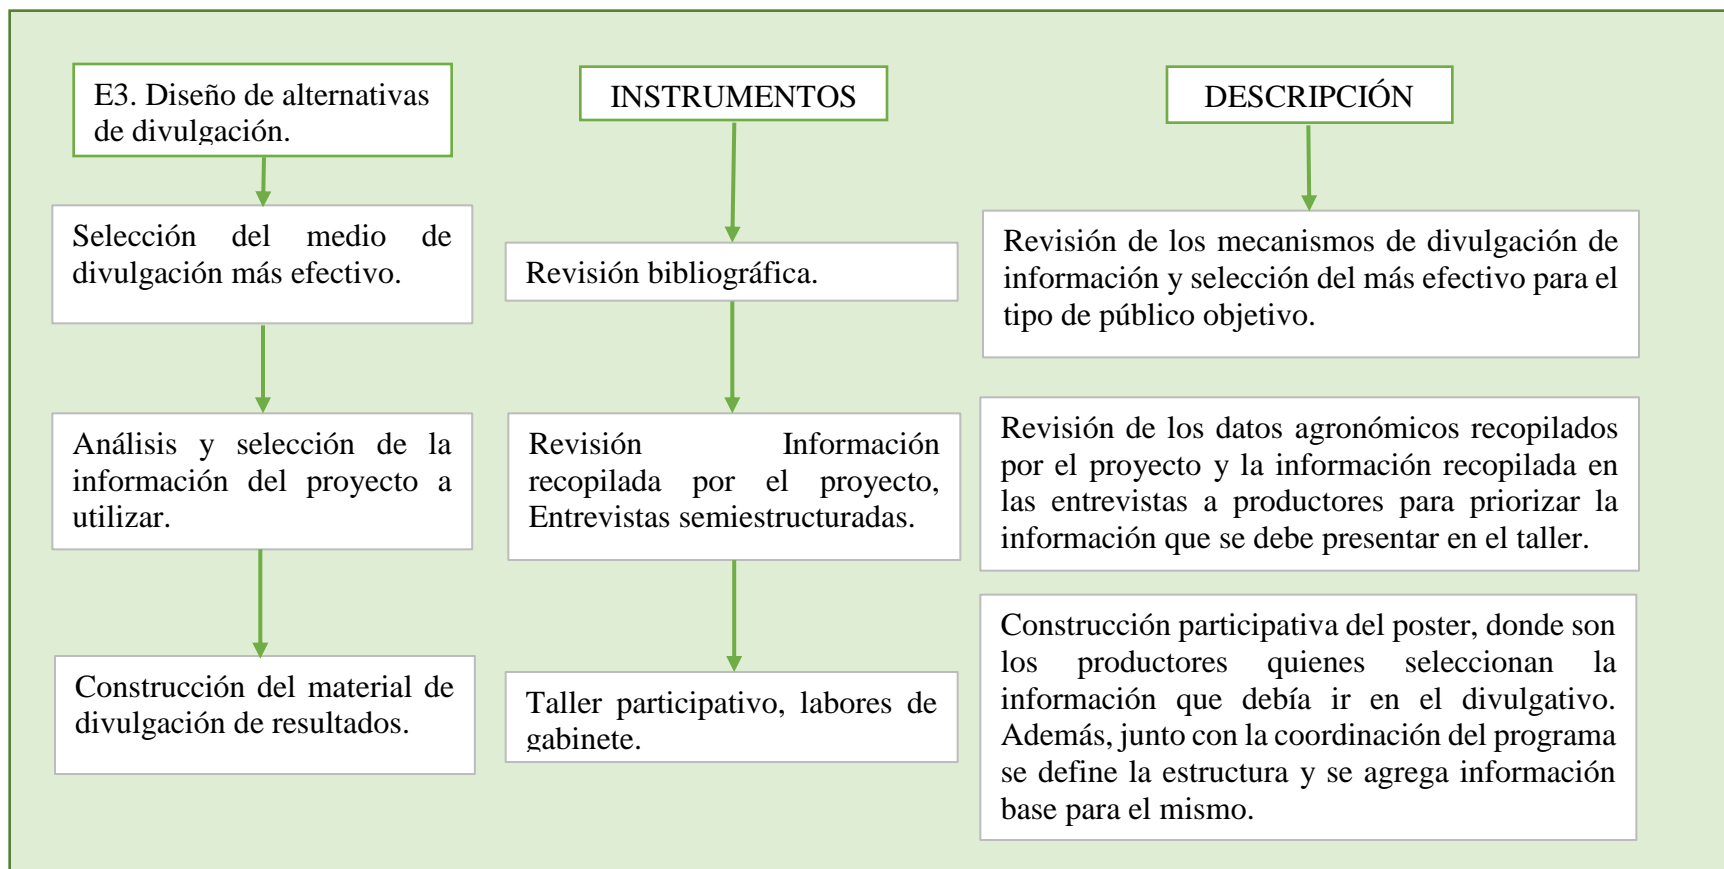 E3. Diseño de alternativas
de divulgación.
Selección del medio de
divulgación más efectivo.
Análisis y selección de la
información del proyecto a
utilizar.
Construcción del material de
divulgación de resultados.
INSTRUMENTOS
Revisión bibliográfica.
Revisión Información
recopilada por el proyecto,
Entrevistas semiestructuradas.
Taller participativo, labores de
gabinete.
DESCRIPCIÓN
Revisión de los mecanismos de divulgación de
información y selección del más efectivo para el
tipo de público objetivo.
Revisión de los datos agronómicos recopilados
por el proyecto y la información recopilada en
las entrevistas a productores para priorizar la
información que se debe presentar en el taller.
Construcción participativa del poster, donde son
los productores quienes seleccionan la
información que debía ir en el divulgativo.
Además, junto con la coordinación del programa
se define la estructura y se agrega información
base para el mismo.